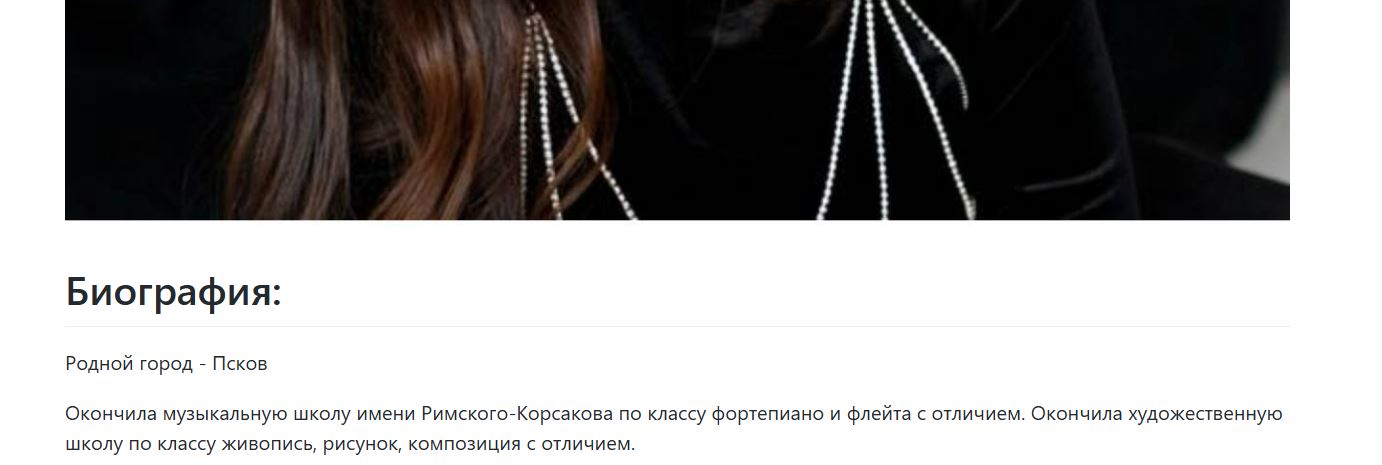 Биография:
Родной город - Псков
Окончила музыкальную школу имени Римского-Корсакова по классу фортепиано и флейта с отличием. Окончила художественную
школу по классу живопись, рисунок, композиция с отличием.